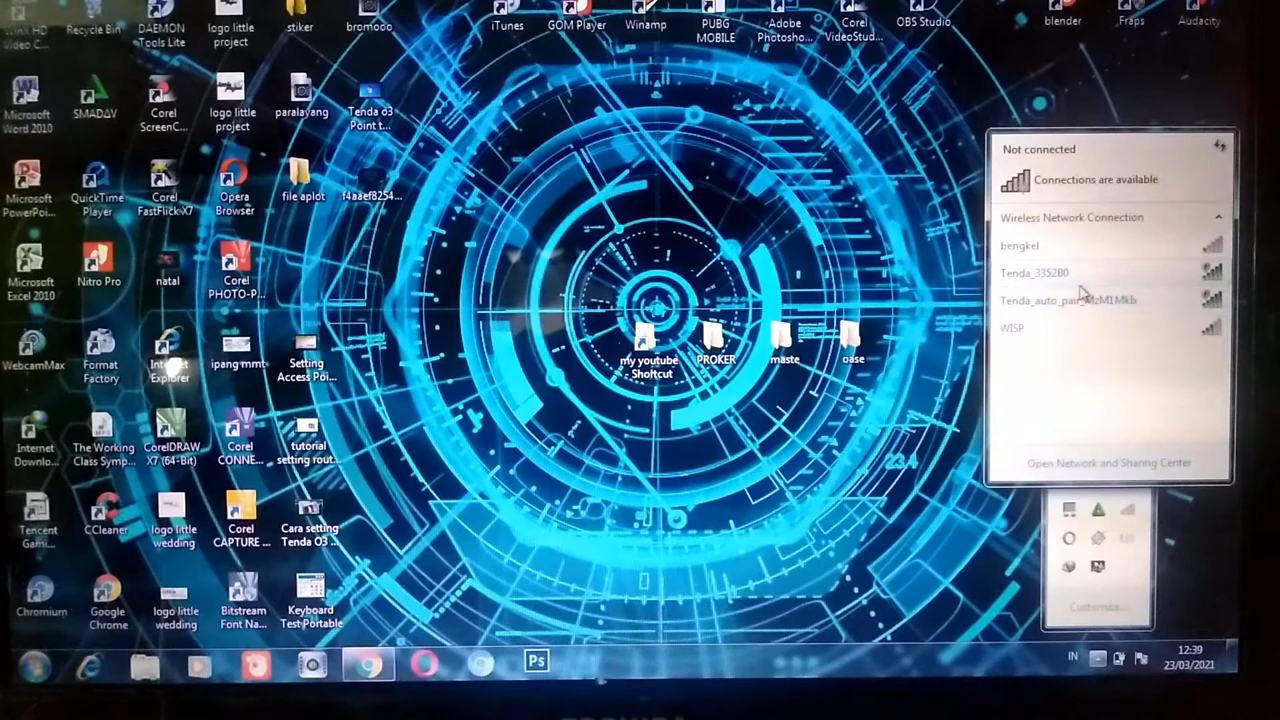 Recycle Bin
DAEMON
Tools Lite
logo little
project
stiker
bromooo
iTunes
GOM Player
Winamp
PUBG
MOBILE
Adobe
Photosho...
Corel
VideoStud...
OBS Studio
blender
Fraps
Audacity
Video C...
Microsoft
Word 2010
SMADΔV
Corel
ScreenC...
logo little
project
paralayang
Tenda o3
Point t...
Microsoft
PowerPoi...
QuickTime
Player
Corel
FastFlick X7
Opera
Browser
file aplot
f4aaef8254...
Microsoft
Excel 2010
Nitro Pro
natal
Corel
PHOTO-P...
WebcamMax
Format
Factory
Internet
Explorer
ipang mmt
Setting
Access Poi...
my youtube
Shortcut
PROKER
maste
oase
Internet
Downlo...
The Working
Class Symp...
CorelDRAW
X7 (64-Bit)
Corel
CONNE...
tutorial
setting rout...
Tencent
Gami...
CCleaner
logo little
wedding
Corel
CAPTURE ...
Cara setting
Tenda O3 ...
Chromium
Google
Chrome
logo little
wedding
Bitstream
Font Na...
Keyboard
Test Portable
234
Not connected
Connections are available
Wireless Network Connection
bengkel
Tenda_3352B0
WISP
Open Network and Sharing Center
Customize...
Ps
IN
12:39
23/03/2021